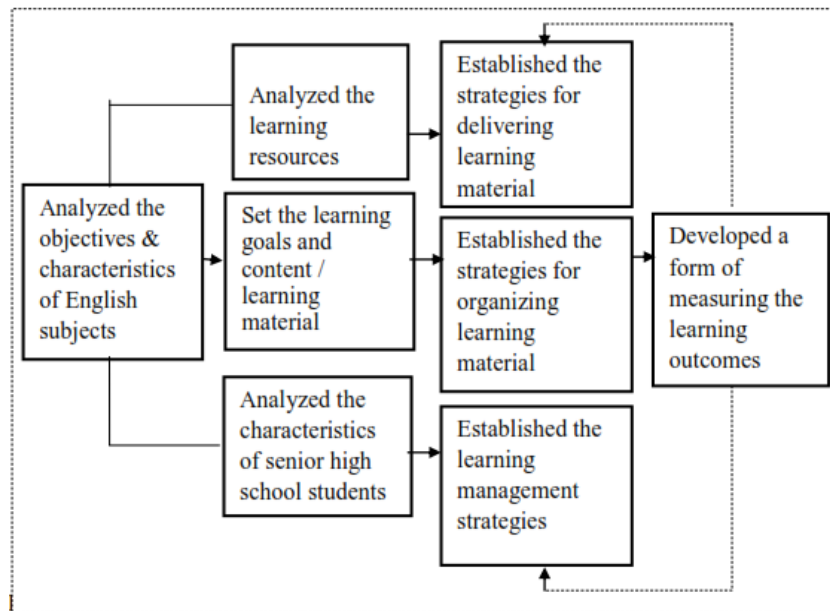 Analyzed the
learning
resources
Established the
strategies for
delivering
learning
material
Analyzed the
objectives &
characteristics
of English
subjects
Set the learning
goals and
content /
learning
material
Established the
strategies for
organizing
learning
material
Developed a
form of
measuring the
learning
outcomes
Analyzed the
characteristics
of senior high
school students
Established the
learning
management
strategies